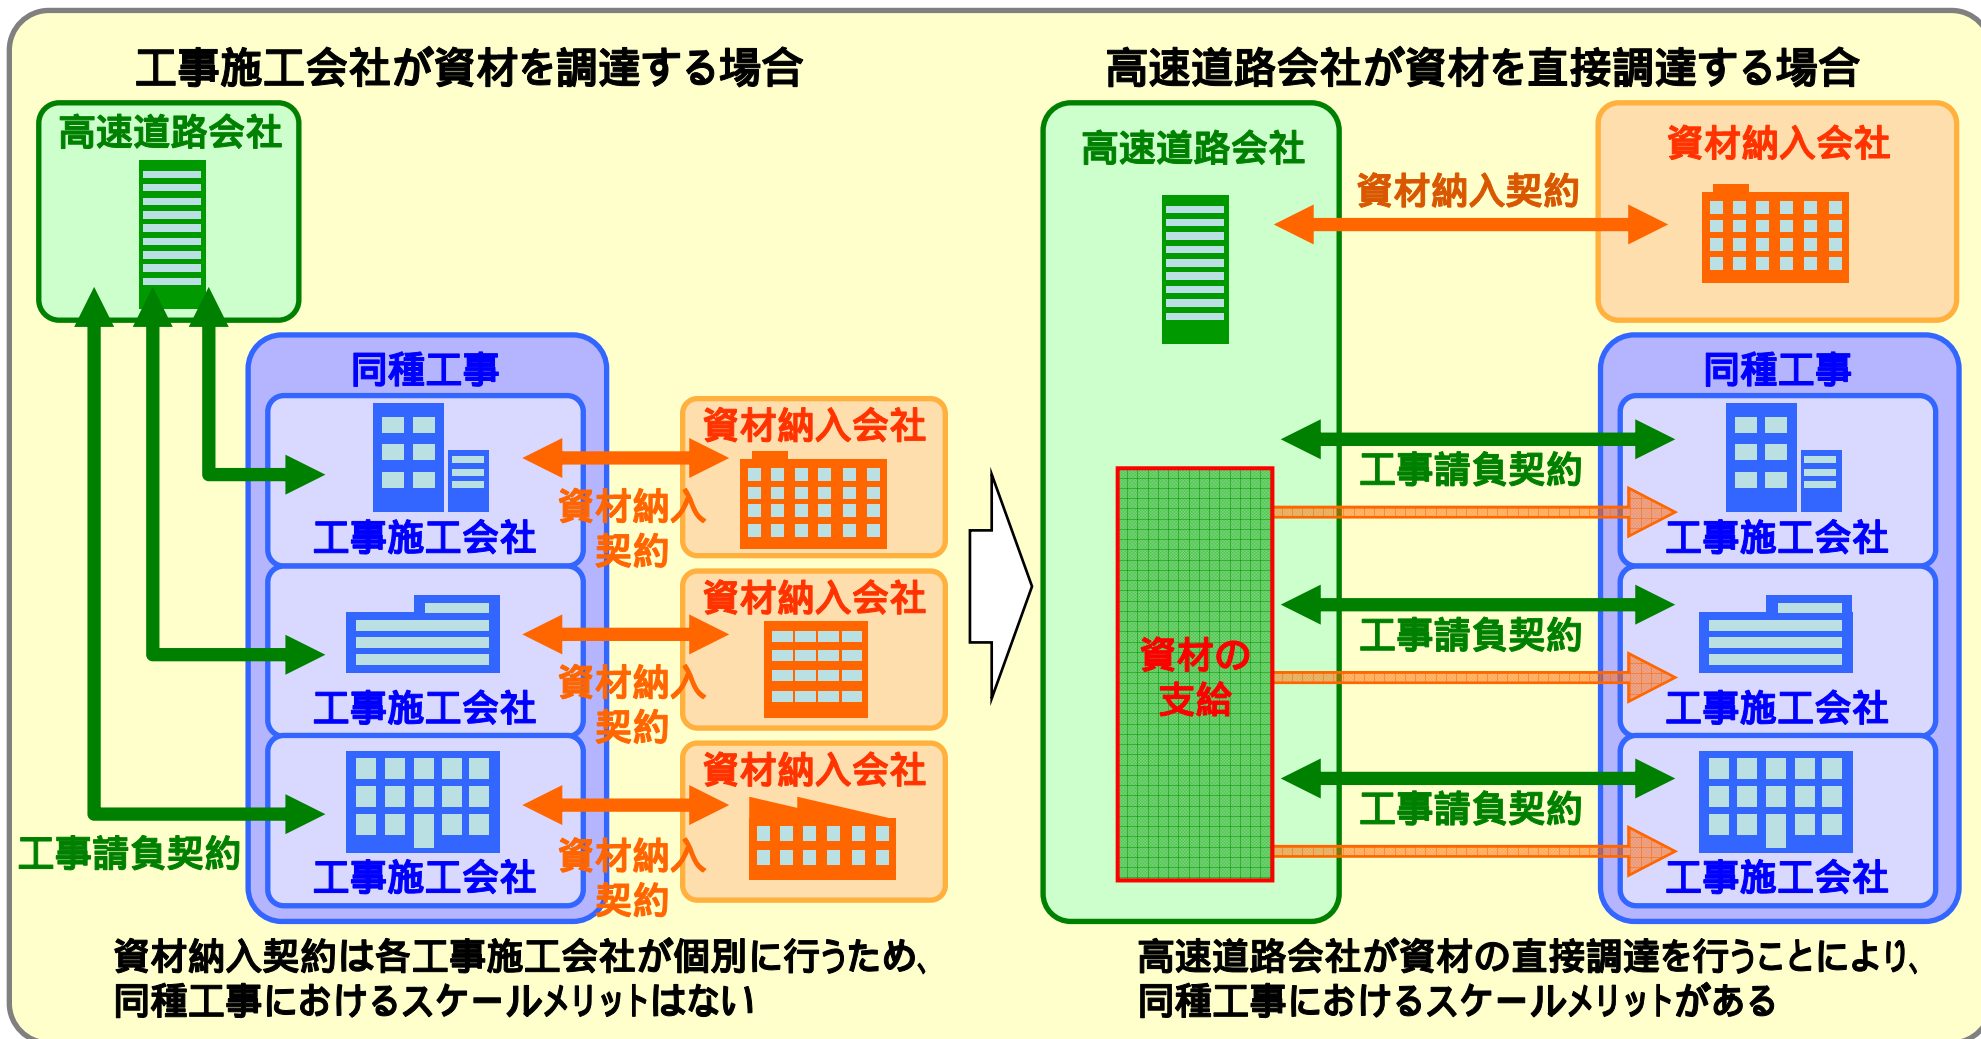 工事施工会社が資材を調達する場合
高速道路会社
同種工事
工事施工会社
資材納入会社
資材納入
契約
工事施工会社
資材納入会社
資材納入
契約
工事施工会社
資材納入会社
資材納入
契約
工事請負契約
資材納入契約は各工事施工会社が個別に行うため、
同種工事におけるスケールメリットはない
高速道路会社が資材を直接調達する場合
高速道路会社
資材納入契約
資材納入会社
同種工事
工事請負契約
工事施工会社
資材の
支給
工事請負契約
工事施工会社
工事請負契約
工事施工会社
高速道路会社が資材の直接調達を行うことにより、
同種工事におけるスケールメリットがある